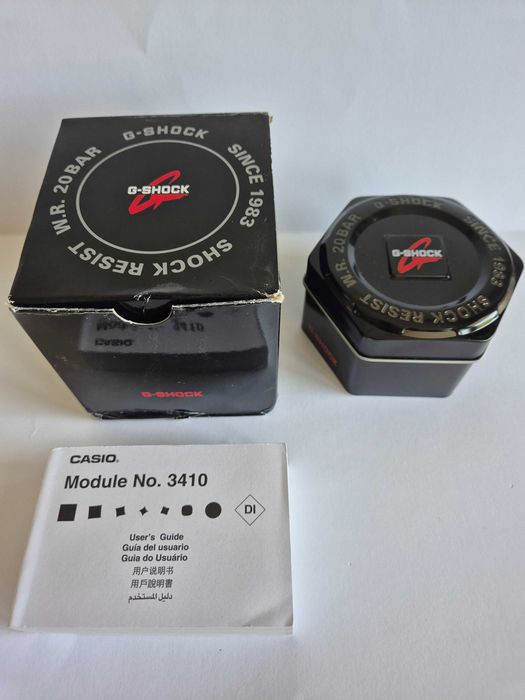 G-SHOCK
SINCE 1983
SHOCK RESIST
W.R. 20BAR
G-SHOCK
G-SHOCK
G-SHOCK
SINCE 1983
SHOCK RESIST
W.R. 20BAR
G-SHOCK
G-SHOCK
CASIO
CASIO®
Module No. 3410
DI
User's Guide
Guía del usuario
Guia do Usuário
用户说明书
用戶說明書
دليل المستخدم